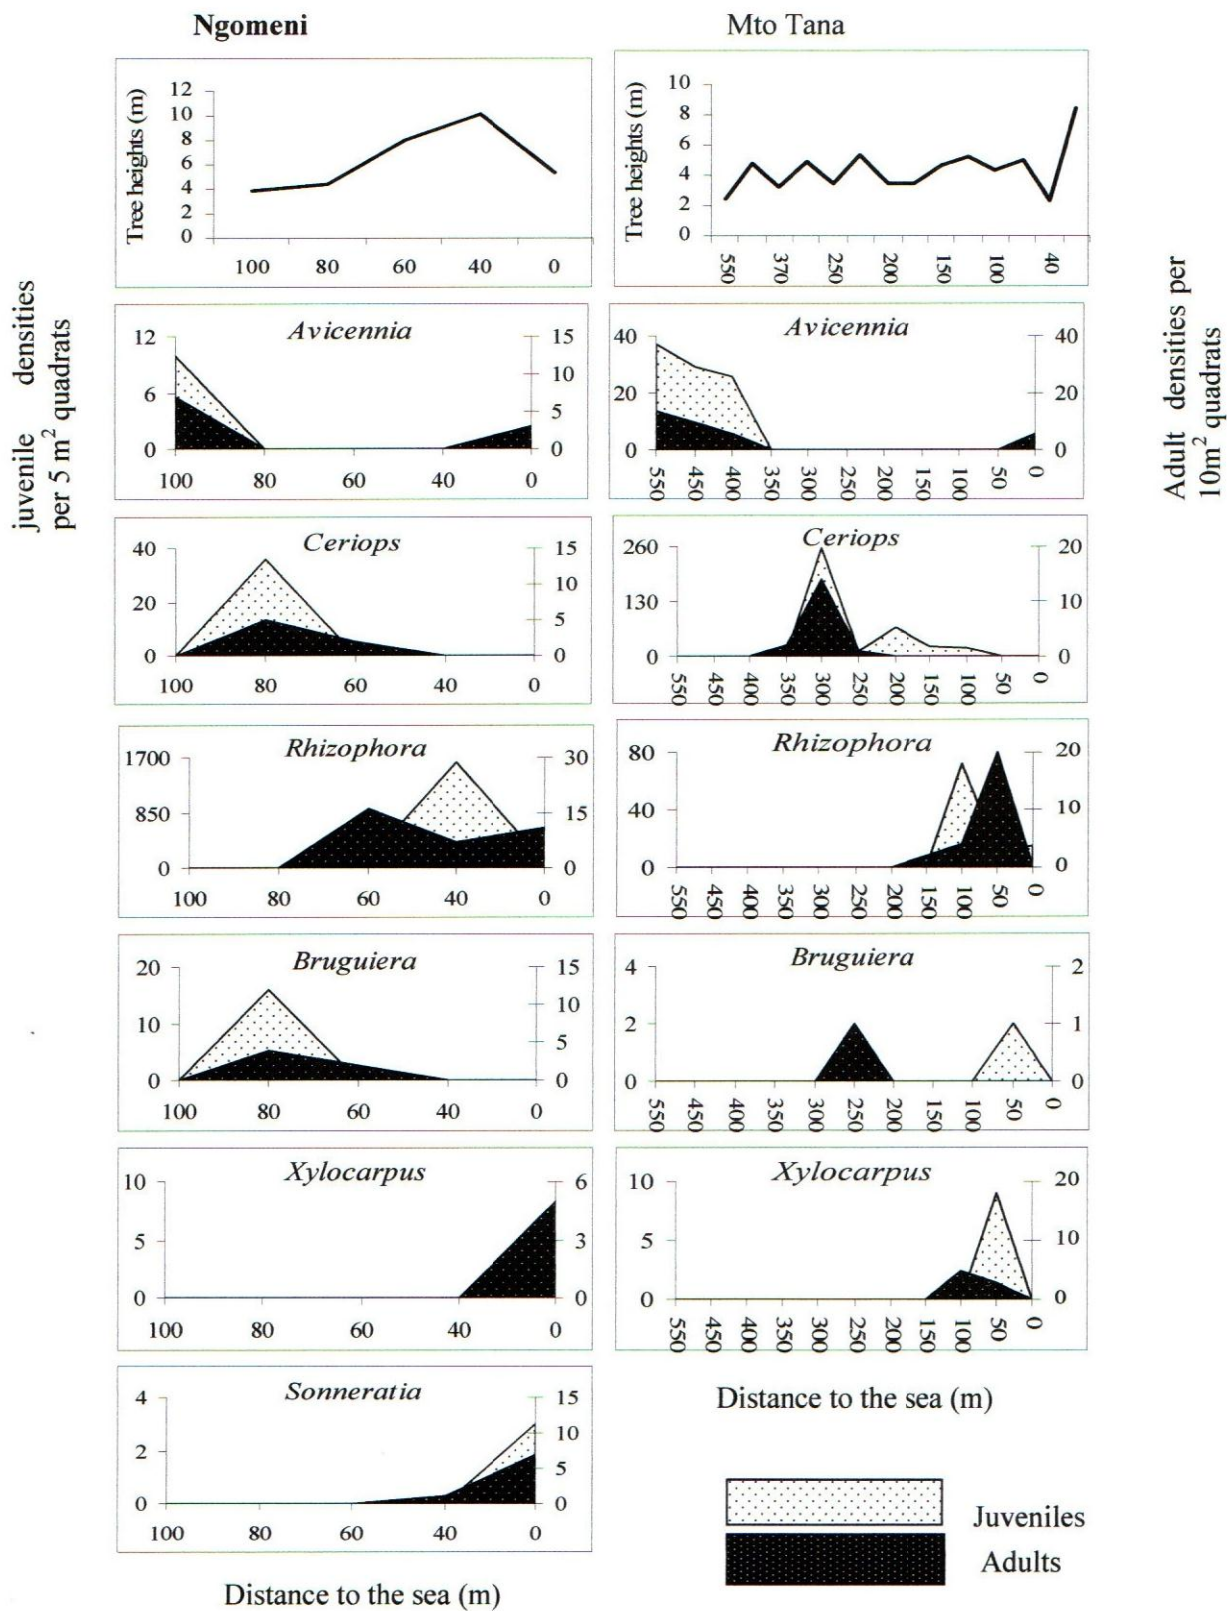 Ngomeni
Mto Tana
juvenile densities
per 5 m² quadrats
Adult densities per
10m² quadrats
Tree heights (m)
12
10
8
6
4
2
0
100 80 60 40 0
Tree heights (m)
10
8
6
4
2
0
550 370 250 200 150 100 40
Avicennia
12
6
0
15
10
5
0
100 80 60 40 0
Avicennia
40
20
0
40
20
0
550 450 400 350 300 250 200 150 100 50 0
Ceriops
40
20
0
15
10
5
0
100 80 60 40 0
Ceriops
260
130
0
20
10
0
550 450 400 350 300 250 200 150 100 50 0
Rhizophora
1700
850
0
30
15
0
100 80 60 40 0
Rhizophora
80
40
0
20
10
0
550 450 400 350 300 250 200 150 100 50 0
Bruguiera
20
10
0
15
10
5
0
100 80 60 40 0
Bruguiera
4
2
0
2
1
0
550 450 400 350 300 250 200 150 100 50 0
Xylocarpus
10
5
0
6
3
0
100 80 60 40 0
Xylocarpus
10
5
0
20
10
0
550 450 400 350 300 250 200 150 100 50 0
Sonneratia
4
2
0
15
10
5
0
100 80 60 40 0
Distance to the sea (m)
Distance to the sea (m)
Juveniles
Adults